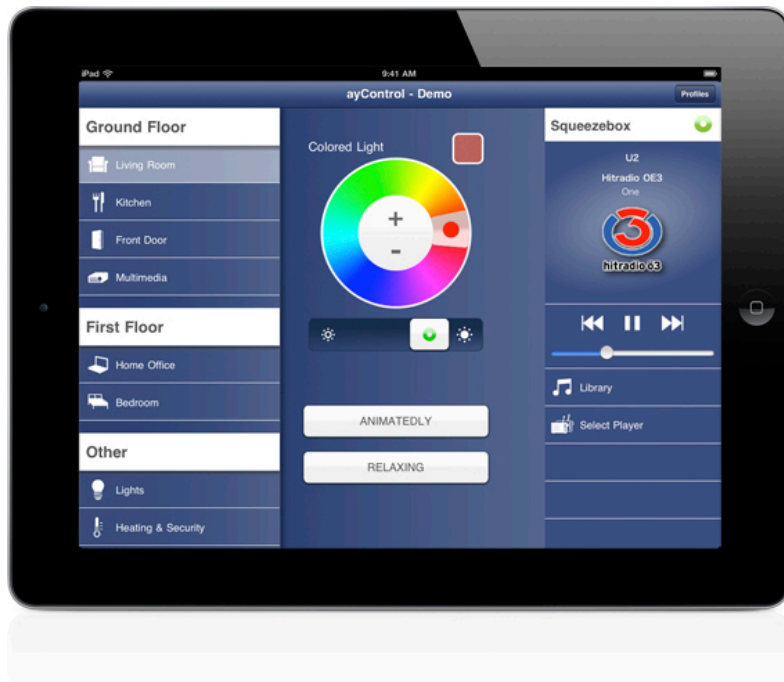 iPad
9:41 AM
ayControl - Demo
Profiles
Ground Floor
Living Room
Kitchen
Front Door
Multimedia
First Floor
Home Office
Bedroom
Other
Lights
Heating & Security
Colored Light
+
-
ANIMATEDLY
RELAXING
Squeezebox
U2
Hitradio OE3
One
3
hitradio ö3
Library
Select Player